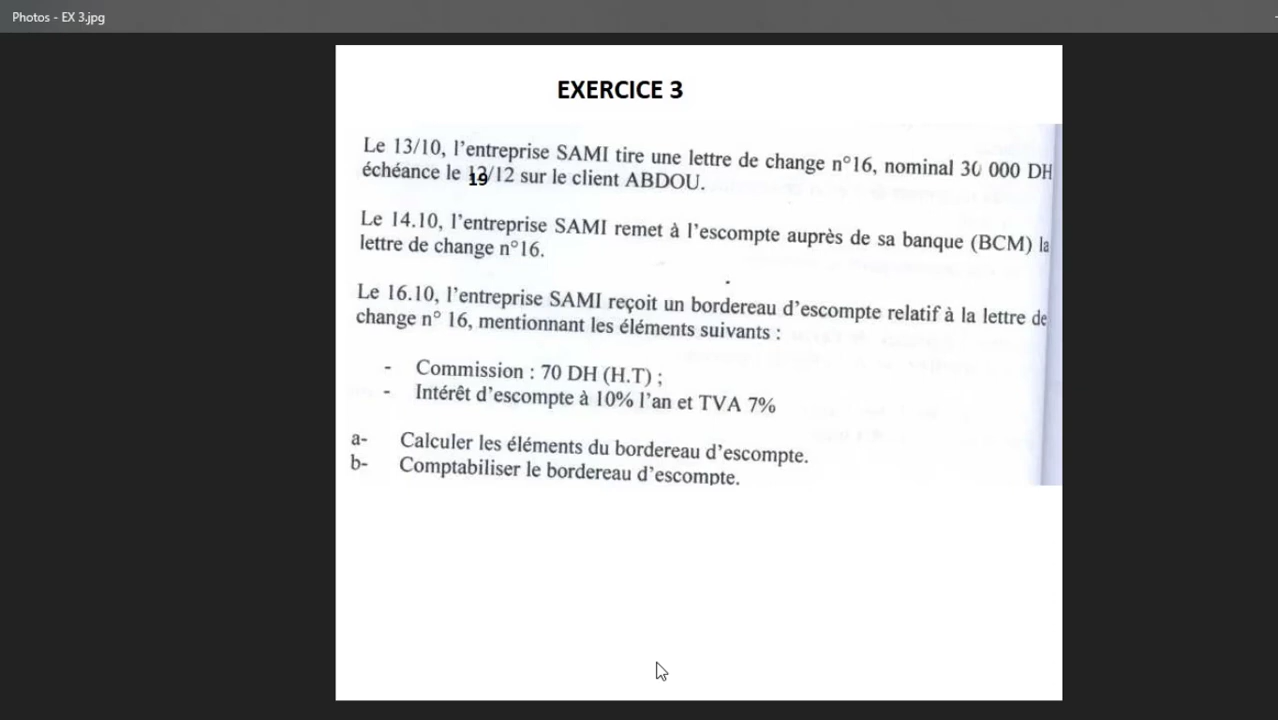 Photos - EX 3.jpg
EXERCICE 3
Le 13/10, l'entreprise SAMI tire une lettre de change n°16, nominal 30 000 DH
échéance le 19/12 sur le client ABDOU.
Le 14.10, l'entreprise SAMI remet à l'escompte auprès de sa banque (BCM) la
lettre de change n°16.
Le 16.10, l'entreprise SAMI reçoit un bordereau d'escompte relatif à la lettre de
change n° 16, mentionnant les éléments suivants :
- Commission : 70 DH (H.T) ;
- Intérêt d'escompte à 10% l'an et TVA 7%
a- Calculer les éléments du bordereau d'escompte.
b- Comptabiliser le bordereau d'escompte.